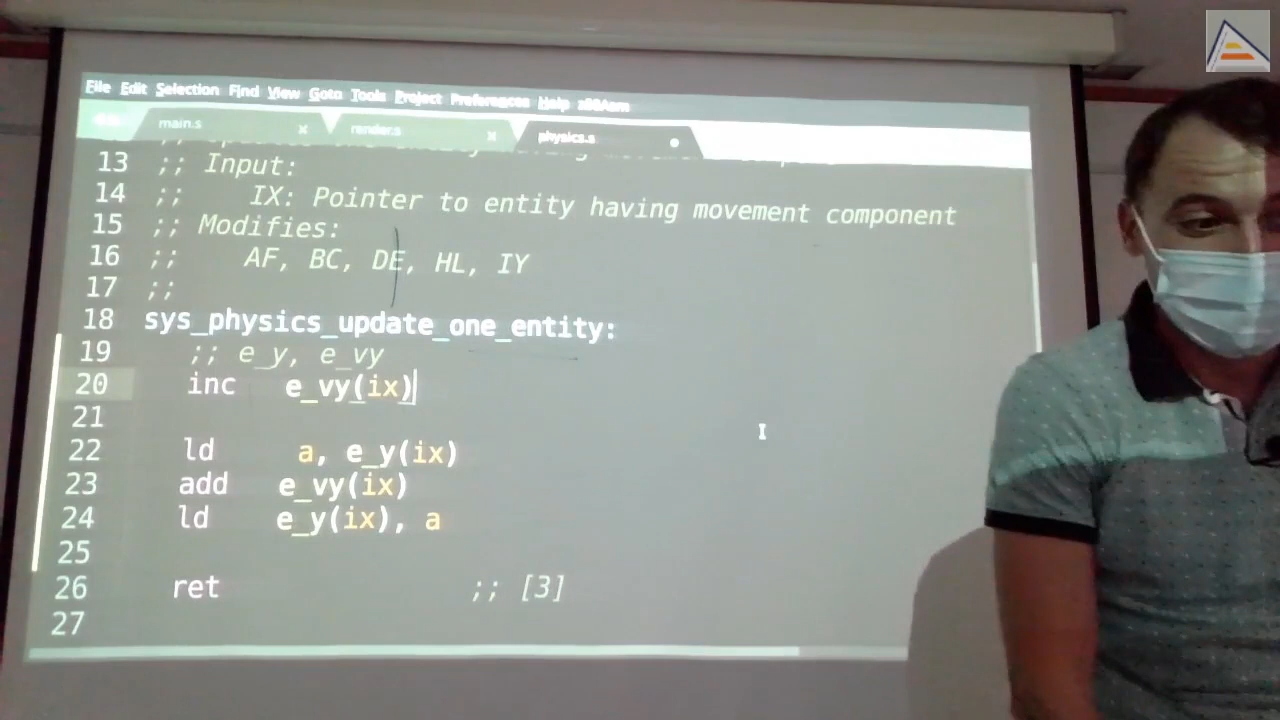 File Edit Selection Find View Goto Tools Project Preferences Help z80Asm
main.s x render.s x physics.s
13 ;; Input:
14 ;; IX: Pointer to entity having movement component
15 ;; Modifies:
16 ;; AF, BC, DE, HL, IY
17 ;;
18 sys_physics_update_one_entity:
19 ;; e_y, e_vy
20 inc e_vy(ix)
21
22 ld a, e_y(ix)
23 add e_vy(ix)
24 ld e_y(ix), a
25
26 ret ;; [3]
27